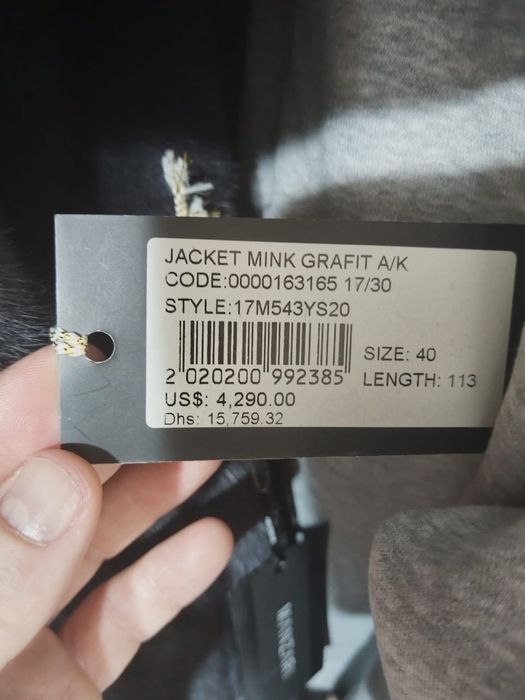 JACKET MINK GRAFIT A/K
CODE:0000163165 17/30
STYLE:17M543YS20
SIZE: 40
2 020200 992385
LENGTH: 113
US$: 4,290.00
Dhs: 15,759.32